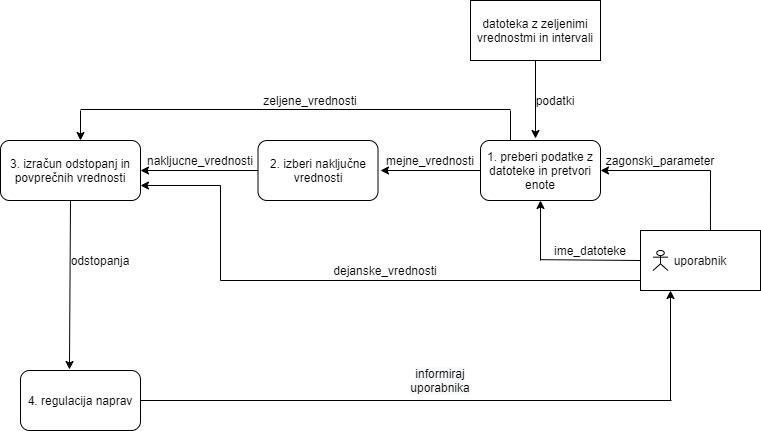 datoteka z zeljenimi
vrednostmi in intervali
podatki
zeljene_vrednosti
3. izračun odstopanj in
povprečnih vrednosti
nakljucne_vrednosti
2. izberi naključne
vrednosti
mejne_vrednosti
1. preberi podatke z
datoteke in pretvori
enote
zagonski_parameter
ime_datoteke
uporabnik
dejanske_vrednosti
odstopanja
informiraj
uporabnika
4. regulacija naprav